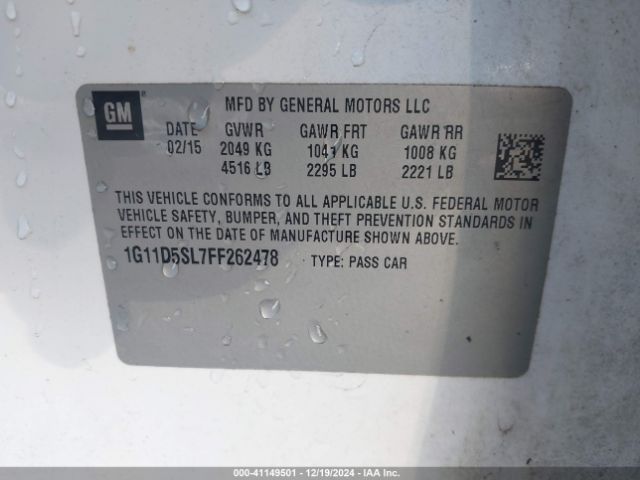 GM
MFD BY GENERAL MOTORS LLC
DATE GVWR GAWR FRT GAWR RR
02/15 2049 KG 1041 KG 1008 KG
4516 LB 2295 LB 2221 LB
THIS VEHICLE CONFORMS TO ALL APPLICABLE U.S. FEDERAL MOTOR
VEHICLE SAFETY, BUMPER, AND THEFT PREVENTION STANDARDS IN
EFFECT ON THE DATE OF MANUFACTURE SHOWN ABOVE.
1G11D5SL7FF262478 TYPE: PASS CAR
000-41149501 - 12/19/2024 - IAAI.COM